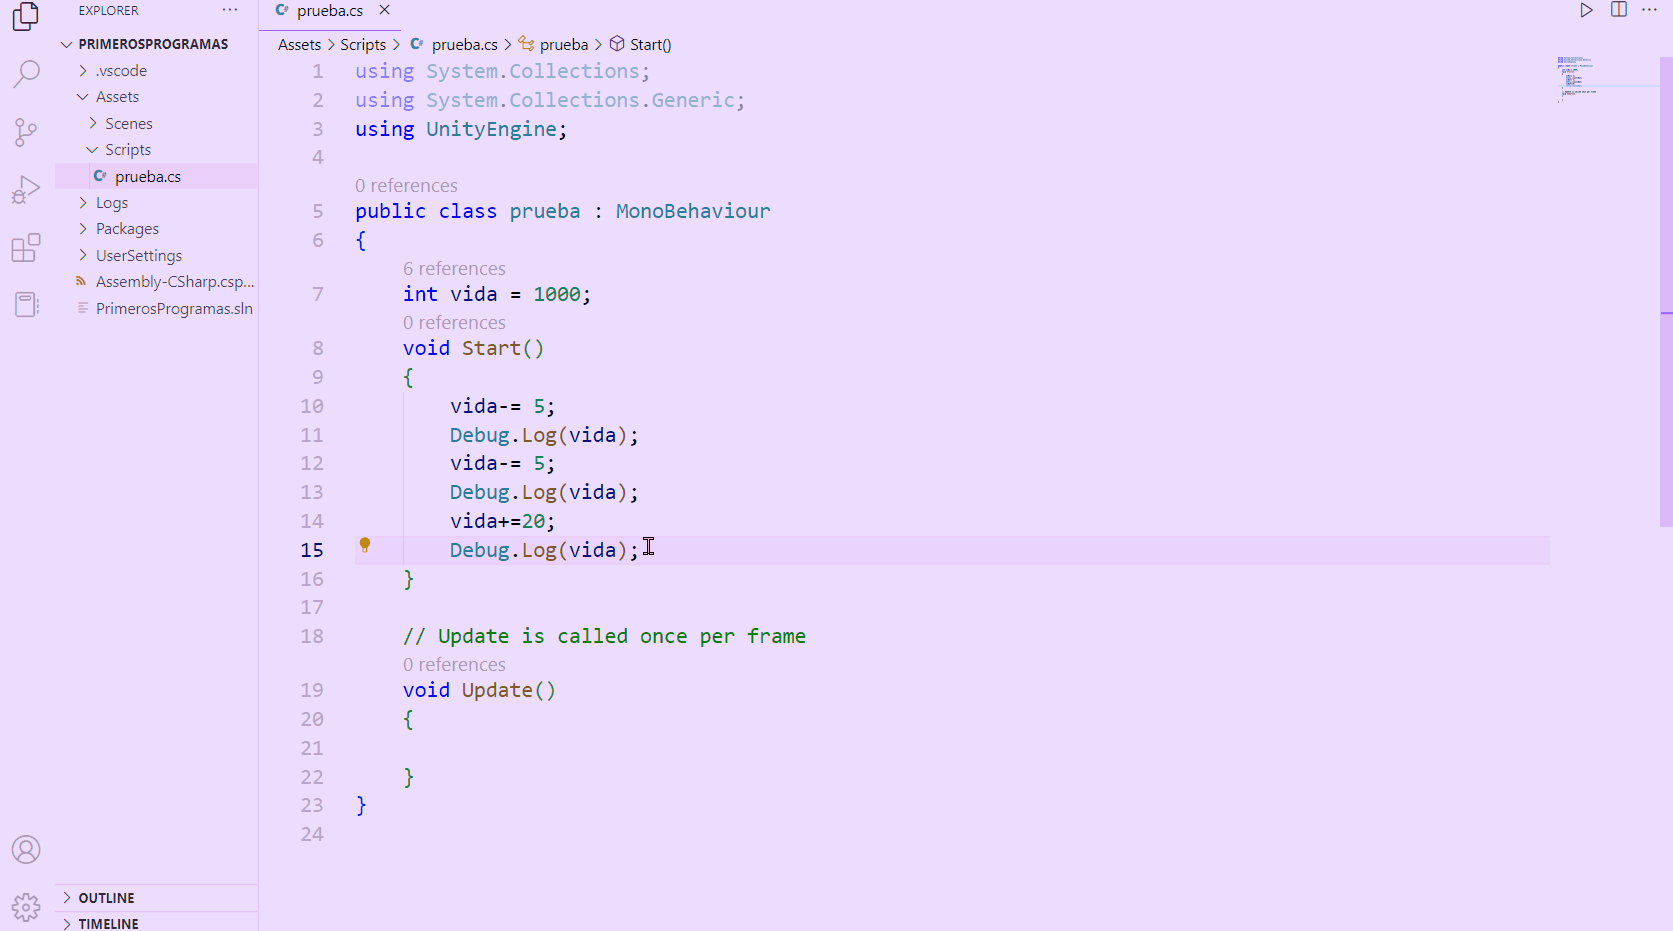 EXPLORER
PRIMEROSPROGRAMAS
.vscode
Assets
Scenes
Scripts
C# prueba.cs
Logs
Packages
UserSettings
Assembly-CSharp.csp...
PrimerosProgramas.sln
OUTLINE
TIMELINE
C# prueba.cs
Assets > Scripts > C# prueba.cs > prueba > Start()
1 using System.Collections;
2 using System.Collections.Generic;
3 using UnityEngine;
4
0 references
5 public class prueba : MonoBehaviour
6 {
6 references
7 int vida = 1000;
0 references
8 void Start()
9 {
10 vida-= 5;
11 Debug.Log(vida);
12 vida-= 5;
13 Debug.Log(vida);
14 vida+=20;
15 Debug.Log(vida);
16 }
17
18 // Update is called once per frame
0 references
19 void Update()
20 {
21
22 }
23 }
24